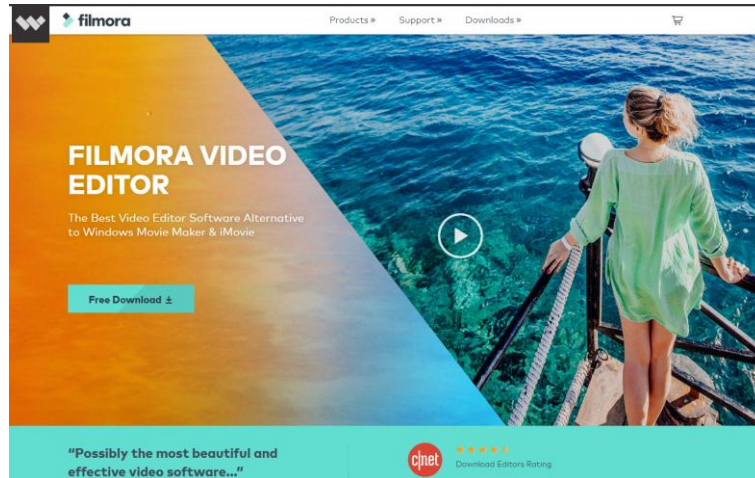 filmora
Products »
Support »
Downloads »
FILMORA VIDEO
EDITOR
The Best Video Editor Software Alternative
to Windows Movie Maker & iMovie
Free Download
“Possibly the most beautiful and
effective video software...”
c|net
Download Editors Rating